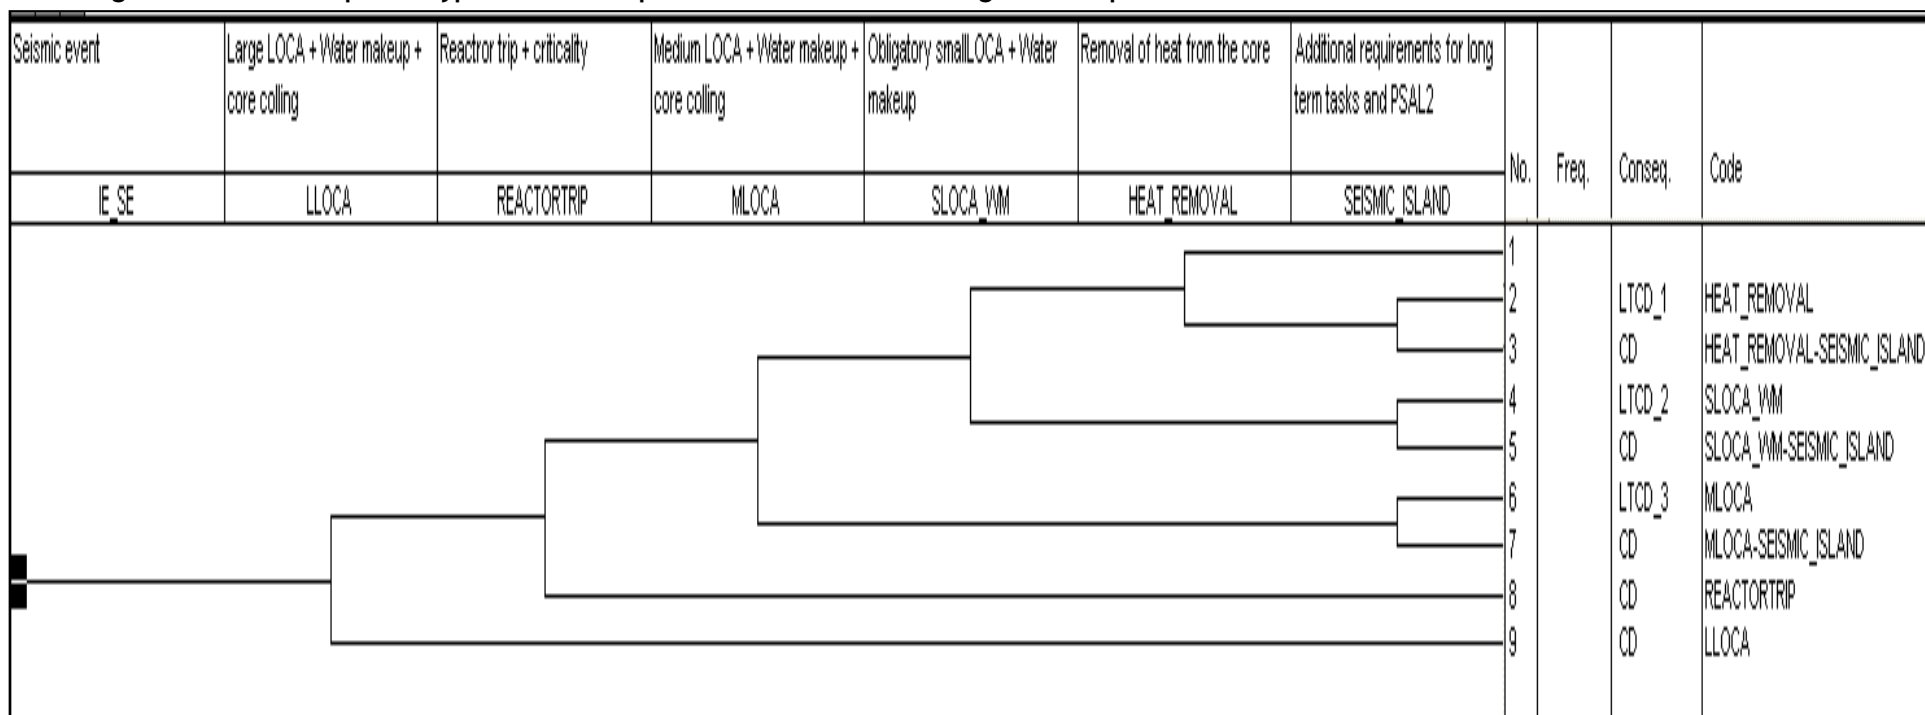 Seismic event
Large LOCA + Water makeup +
core colling
Reactror trip + criticality
Medium LOCA + Water makeup +
core colling
Obligatory smallLOCA + Water
makeup
Removal of heat from the core
Additional requirements for long
term tasks and PSAL2
No. Freq. Conseq. Code
IE_SE LLOCA REACTORTRIP MLOCA SLOCA_WM HEAT_REMOVAL SEISMIC_ISLAND
1
2 LTCD_1 HEAT_REMOVAL
3 CD HEAT_REMOVAL-SEISMIC_ISLAND
4 LTCD_2 SLOCA_WM
5 CD SLOCA_WM-SEISMIC_ISLAND
6 LTCD_3 MLOCA
7 CD MLOCA-SEISMIC_ISLAND
8 CD REACTORTRIP
9 CD LLOCA